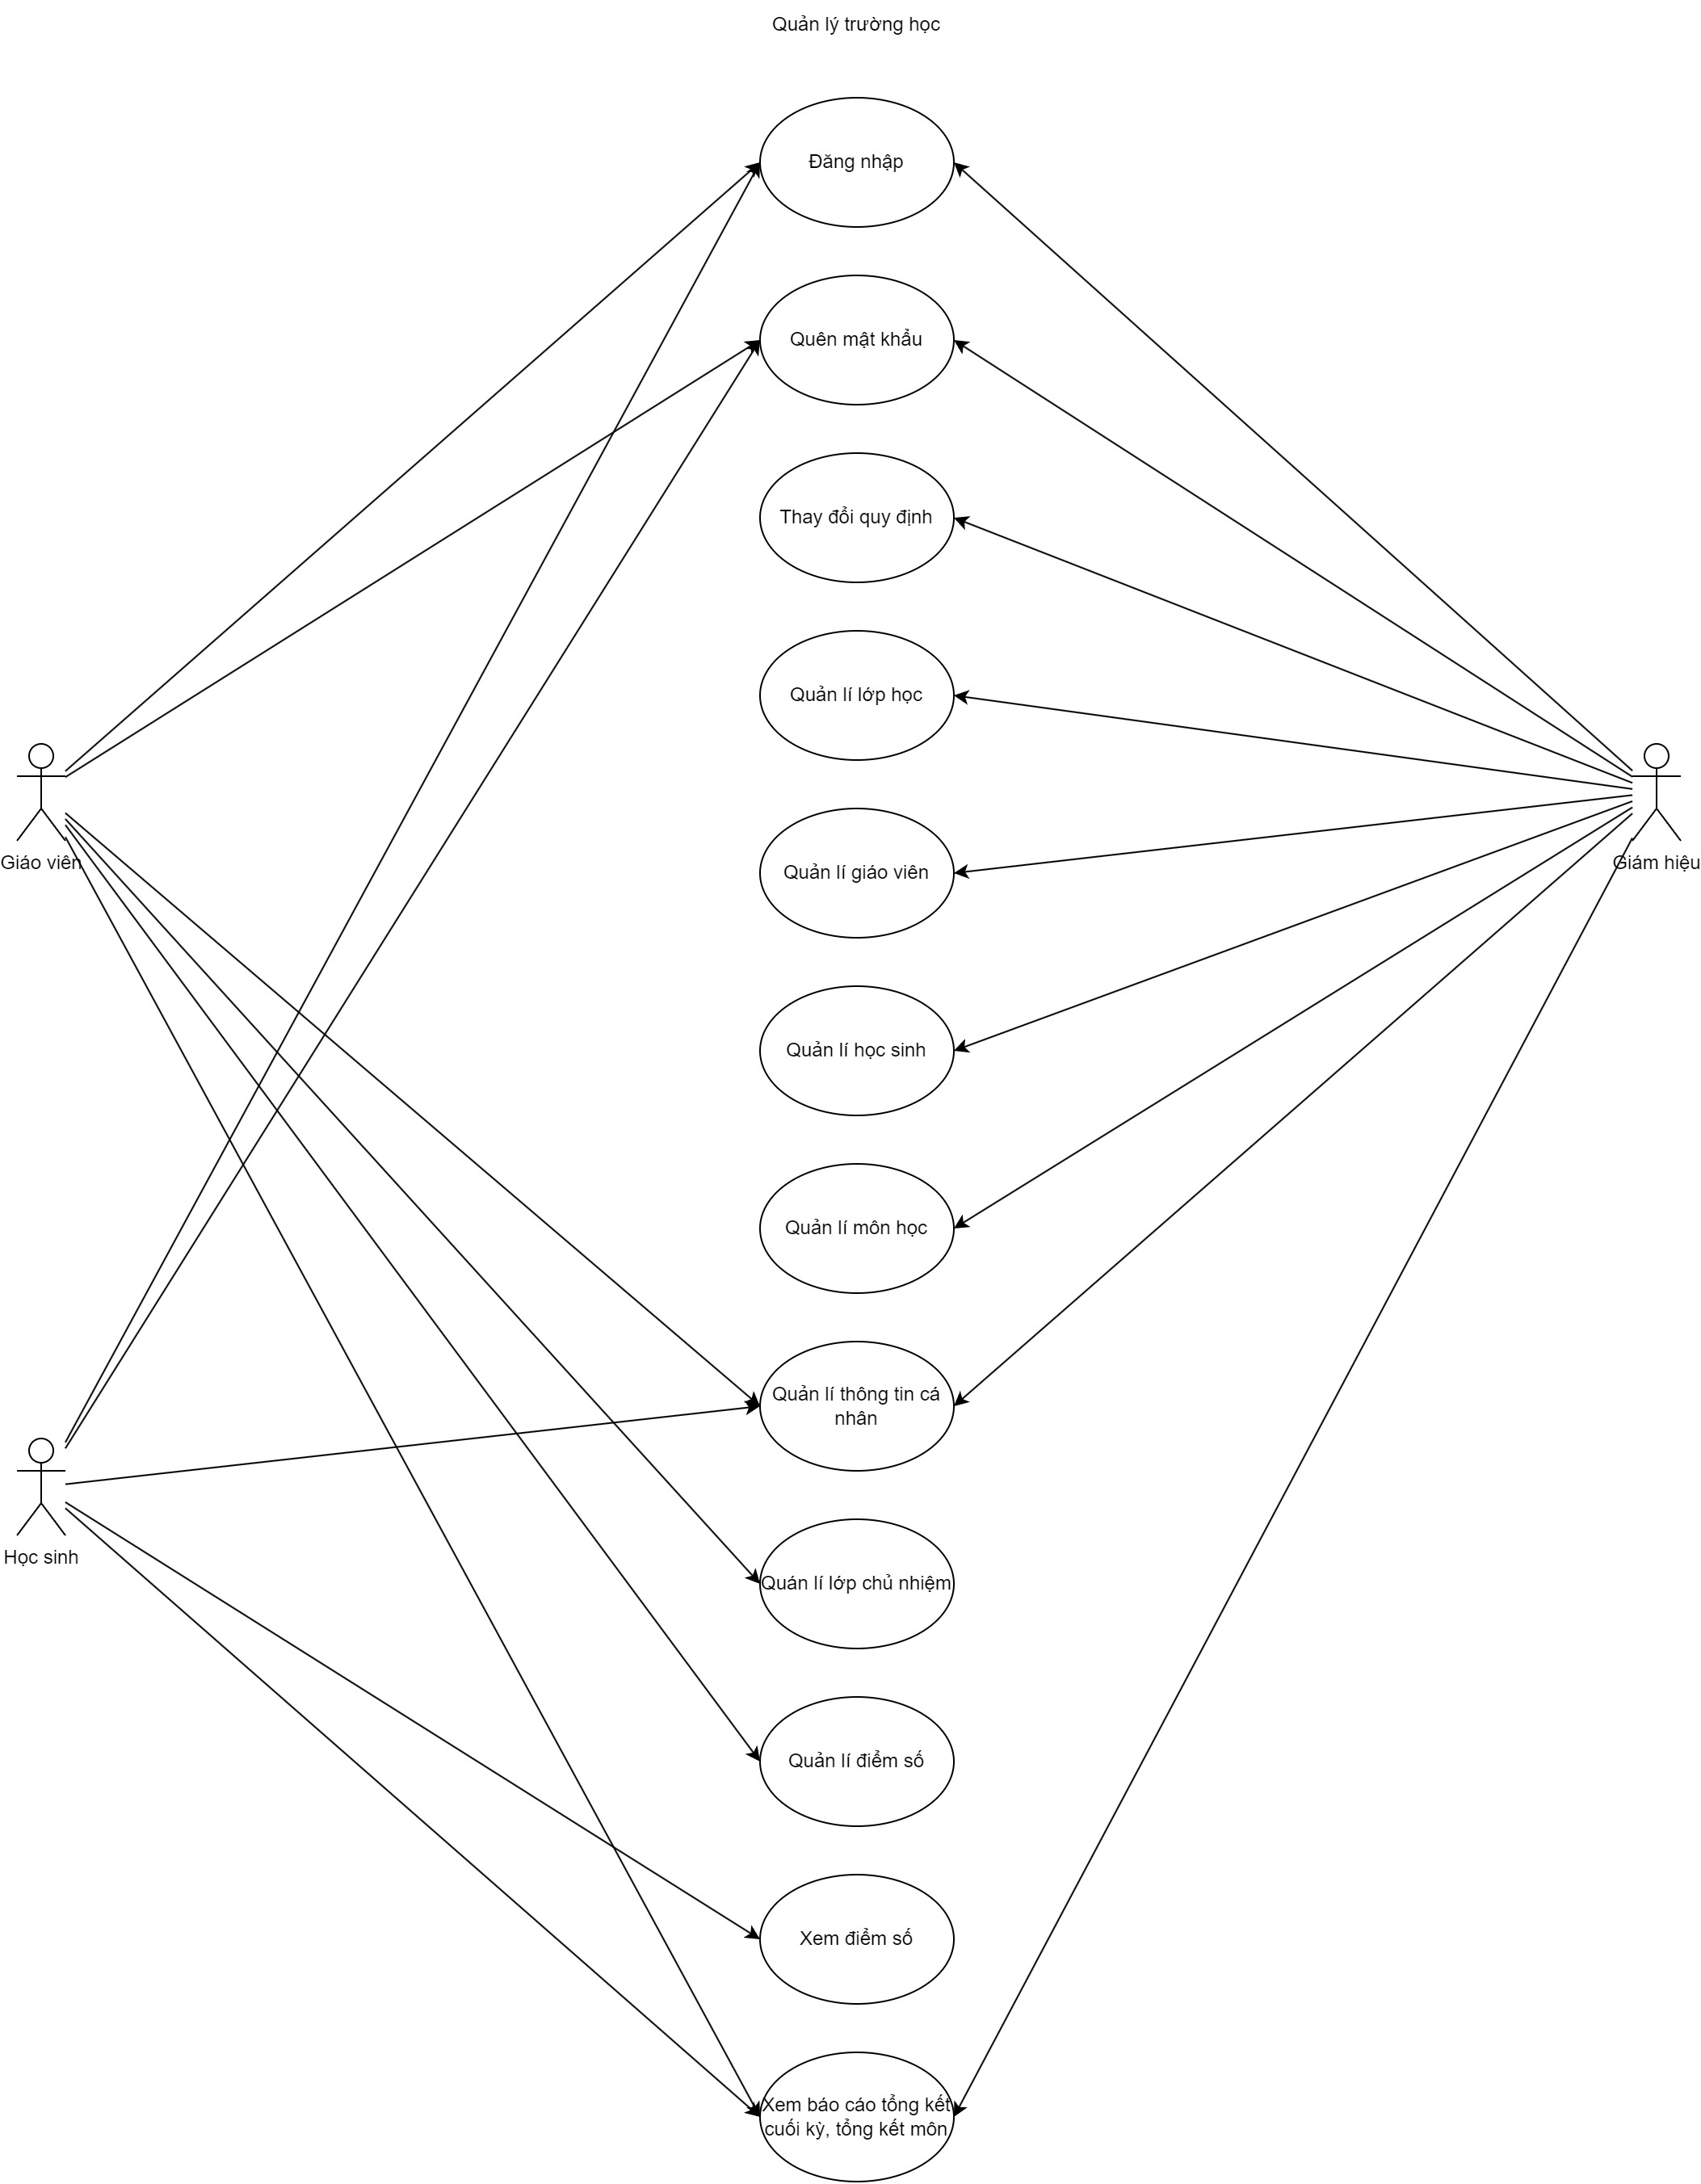 Quản lý trường học
Đăng nhập
Quên mật khẩu
Thay đổi quy định
Quản lí lớp học
Giáo viên
Giám hiệu
Quản lí giáo viên
Quản lí học sinh
Quản lí môn học
Quản lí thông tin cá
nhân
Học sinh
Quán lí lớp chủ nhiệm
Quản lí điểm số
Xem điểm số
Xem báo cáo tổng kết
cuối kỳ, tổng kết môn